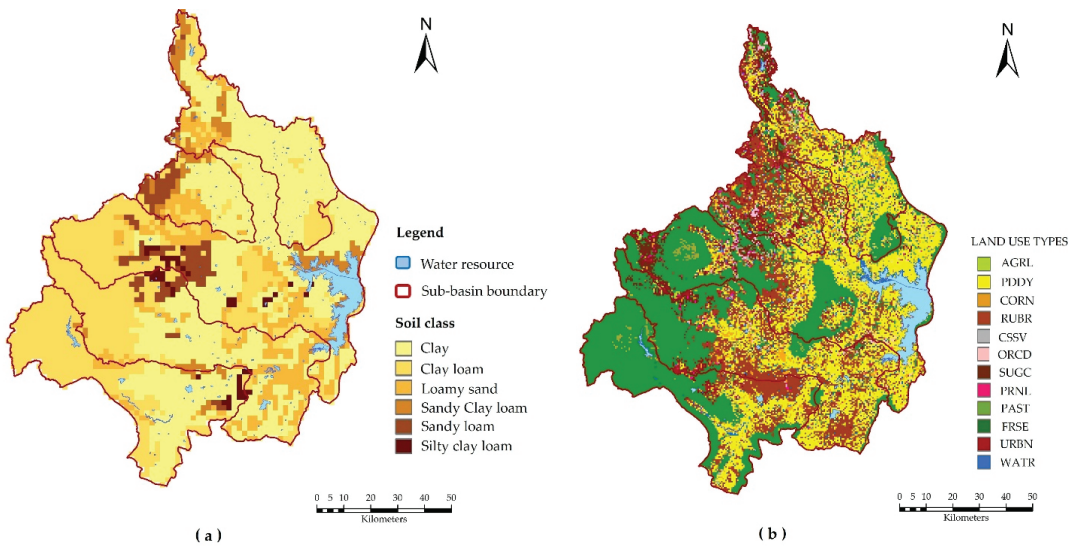 N
Legend
Water resource
Sub-basin boundary
Soil class
Clay
Clay loam
Loamy sand
Sandy Clay loam
Sandy loam
Silty clay loam
0 5 10 20 30 40 50
Kilometers
( a )
N
LAND USE TYPES
AGRL
PDDY
CORN
RUBR
CSSV
ORCD
SUGC
PRNL
PAST
FRSE
URBN
WATR
0 5 10 20 30 40 50
Kilometers
( b )